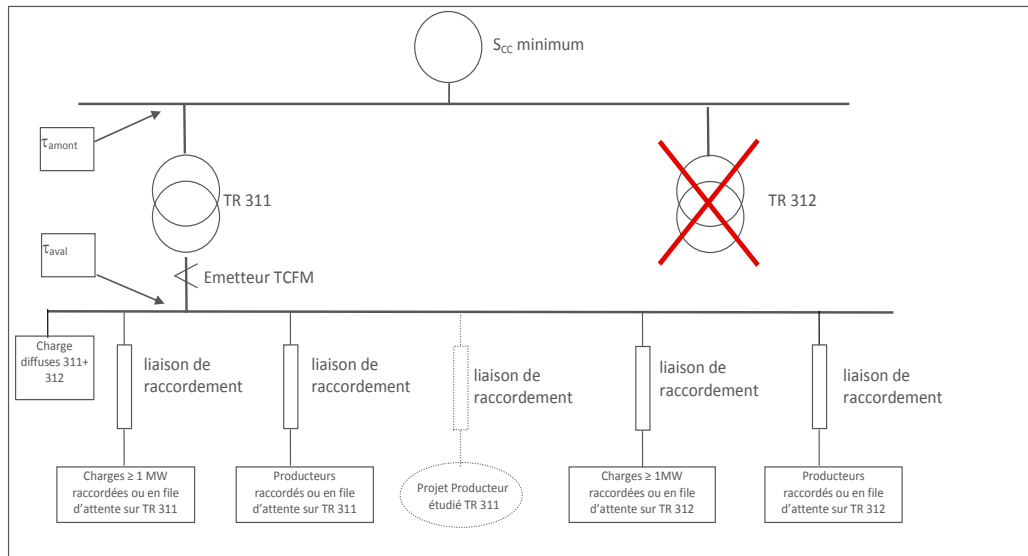 SCC minimum
τamont
TR 311
TR 312
τaval
Emetteur TCFM
Charge
diffuses 311+
312
liaison de
raccordement
liaison de
raccordement
liaison de
raccordement
liaison de
raccordement
liaison de
raccordement
Charges ≥ 1 MW
raccordées ou en file
d'attente sur TR 311
Producteurs
raccordés ou en file
d'attente sur TR 311
Projet Producteur
étudié TR 311
Charges ≥ 1MW
raccordées ou en file
d'attente sur TR 312
Producteurs
raccordés ou en file
d'attente sur TR 312